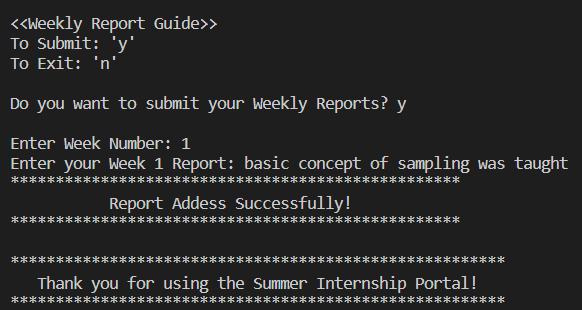 <<Weekly Report Guide>>
To Submit: 'y'
To Exit: 'n'
Do you want to submit your Weekly Reports? y
Enter Week Number: 1
Enter your Week 1 Report: basic concept of sampling was taught
**************************************************
Report Addess Successfully!
**************************************************
*******************************************************
Thank you for using the Summer Internship Portal!
*******************************************************